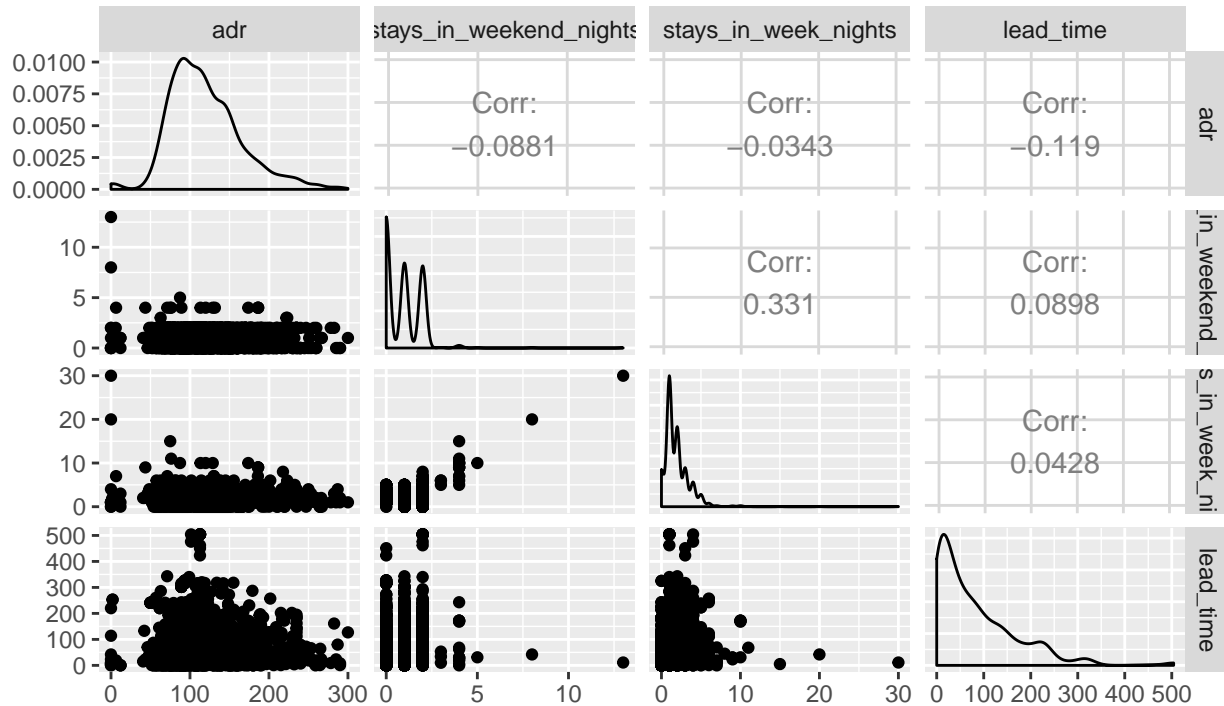 adr
stays_in_weekend_nights
stays_in_week_nights
lead_time
0.0100
0.0075
0.0050
0.0025
0.0000
Corr:
−0.0881
Corr:
−0.0343
Corr:
−0.119
adr
10
5
0
Corr:
0.331
Corr:
0.0898
_in_weekend_
30
20
10
0
Corr:
0.0428
s_in_week_ni
500
400
300
200
100
0
lead_time
0 100 200 300
0 5 10
0 10 20 30
0 100 200 300 400 500